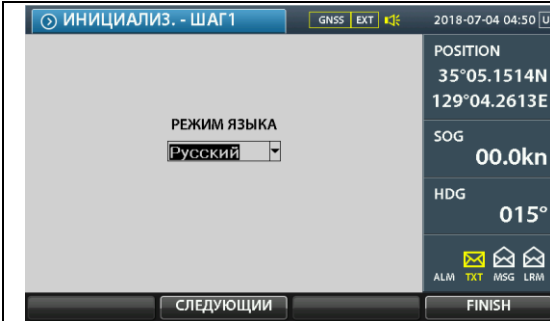 ИНИЦИАЛИЗ. - ШАГ1
GNSS EXT
2018-07-04 04:50 U
POSITION
35°05.1514N
129°04.2613E
РЕЖИМ ЯЗЫКА
Русский
SOG
00.0kn
HDG
015°
ALM TXT MSG LRM
СЛЕДУЮЩИИ
FINISH